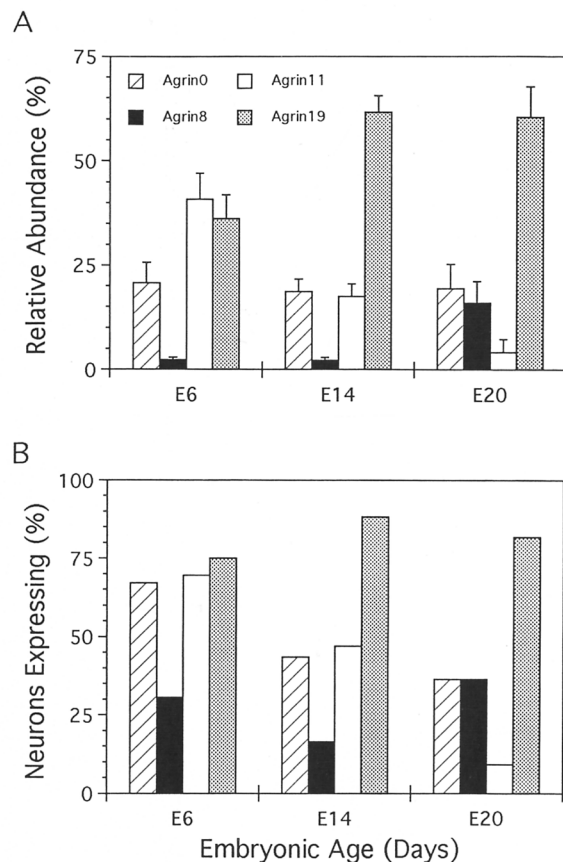 A
Relative Abundance (%)
75
50
25
0
Agrin0
Agrin11
Agrin8
Agrin19
E6
E14
E20
B
Neurons Expressing (%)
100
75
50
25
0
E6
E14
E20
Embryonic Age (Days)